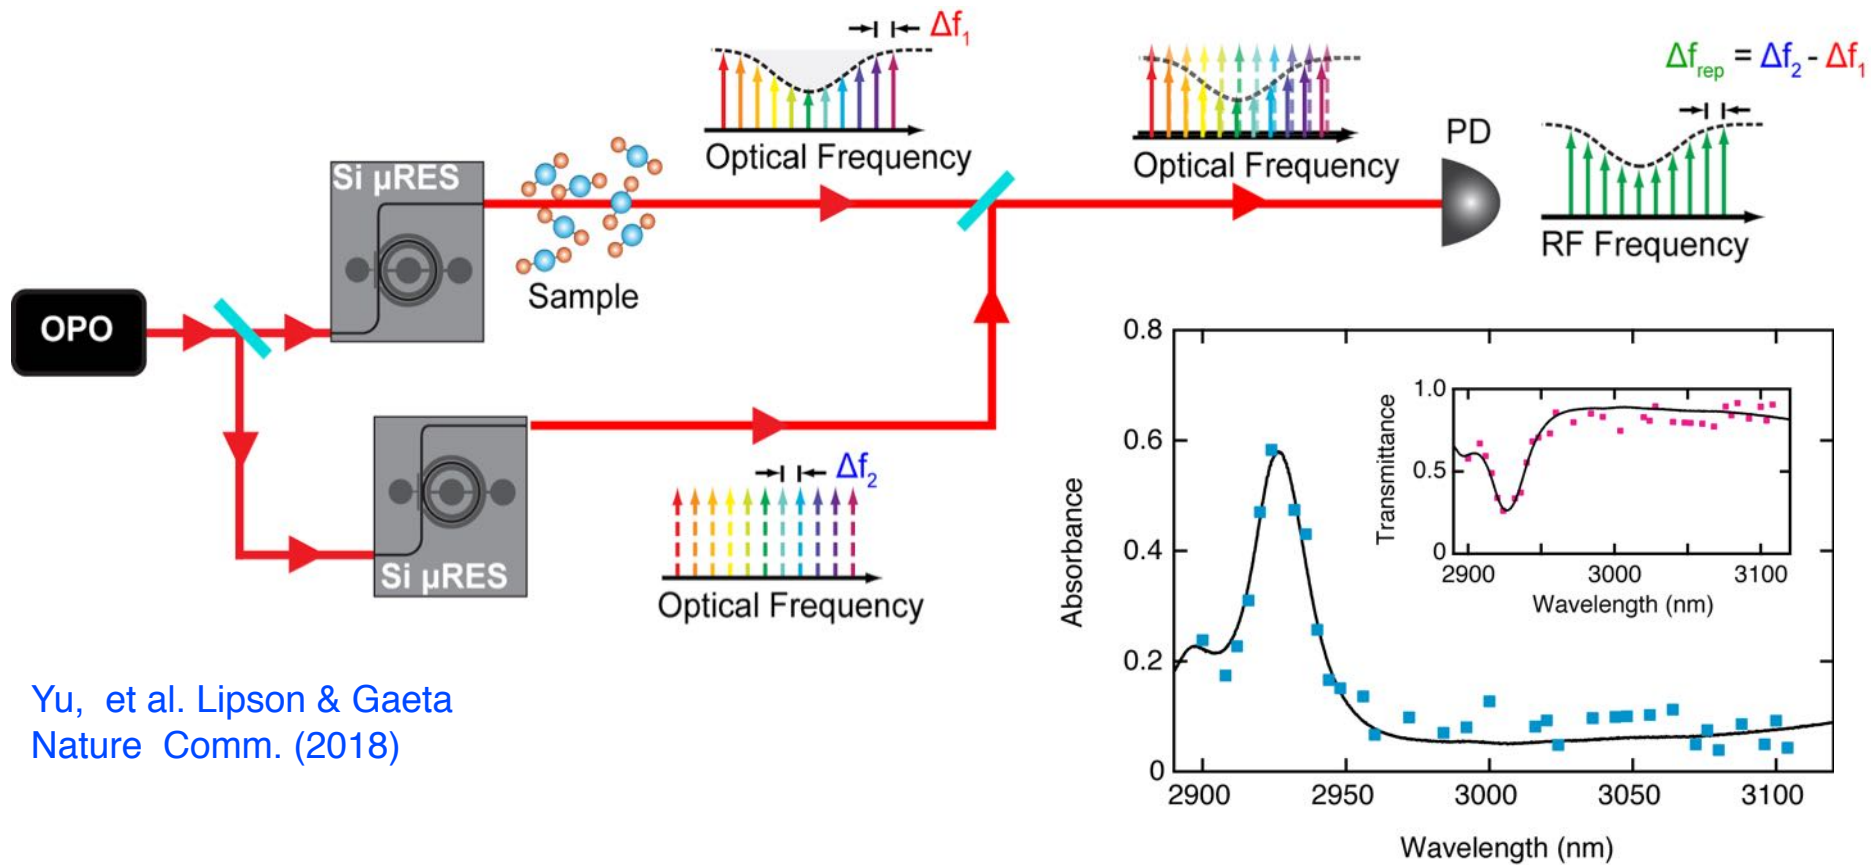 Δf₁
Optical Frequency
Optical Frequency
Δf_rep = Δf₂ - Δf₁
PD
RF Frequency
Si μRES
Sample
OPO
Si μRES
Δf₂
Optical Frequency
Yu, et al. Lipson & Gaeta
Nature Comm. (2018)
0.8
0.6
0.4
0.2
0
Absorbance
2900 2950 3000 3050 3100
Wavelength (nm)
1.0
0.5
0
Transmittance
2900 3000 3100
Wavelength (nm)